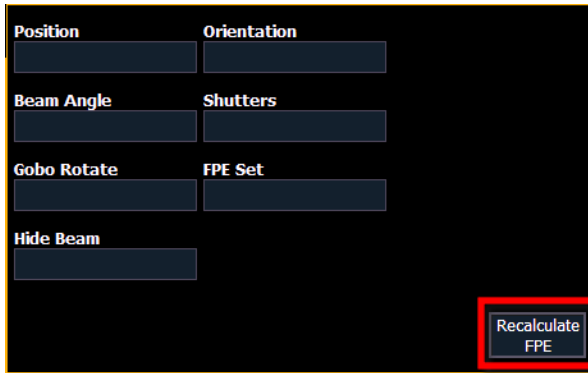 Position Orientation
Beam Angle Shutters
Gobo Rotate FPE Set
Hide Beam
Recalculate
FPE